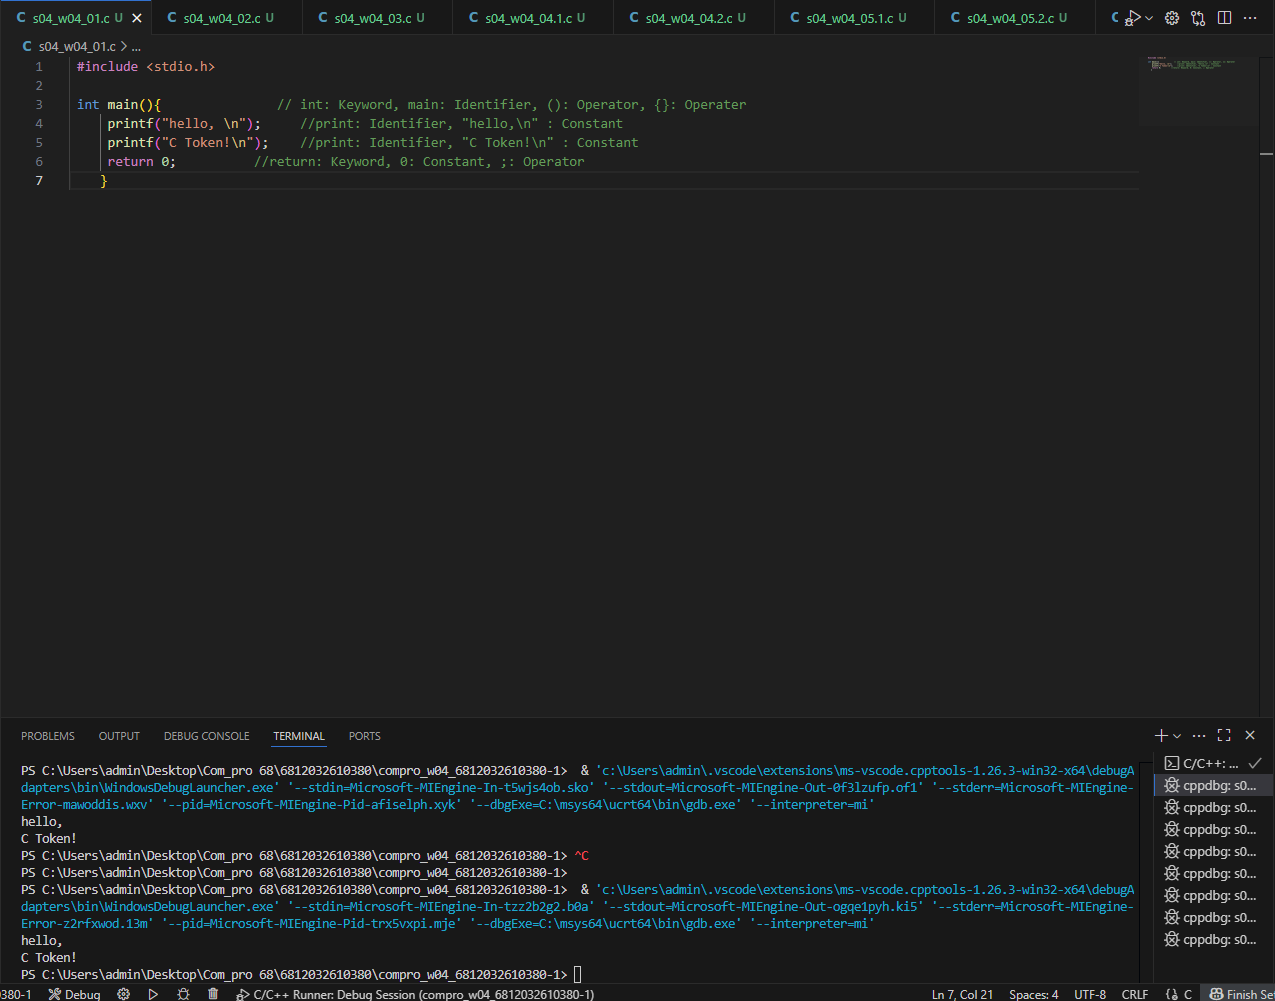 s04_w04_01.c U
s04_w04_02.c U
s04_w04_03.c U
s04_w04_04.1.c U
s04_w04_04.2.c U
s04_w04_05.1.c U
s04_w04_05.2.c U
C s04_w04_01.c > ...
1 #include <stdio.h>
2
3 int main(){ // int: Keyword, main: Identifier, (): Operator, {}: Operater
4 printf("hello, \n"); //print: Identifier, "hello,\n" : Constant
5 printf("C Token!\n"); //print: Identifier, "C Token!\n" : Constant
6 return 0; //return: Keyword, 0: Constant, ;: Operator
7 }
PROBLEMS OUTPUT DEBUG CONSOLE TERMINAL PORTS
PS C:\Users\admin\Desktop\Com_pro 68\6812032610380\compro_w04_6812032610380-1> & 'c:\Users\admin\.vscode\extensions\ms-vscode.cpptools-1.26.3-win32-x64\debugA
dapters\bin\WindowsDebugLauncher.exe' '--stdin=Microsoft-MIEngine-In-t5wjs4ob.sko' '--stdout=Microsoft-MIEngine-Out-0f3lzufp.of1' '--stderr=Microsoft-MIEngine-
Error-mawoddis.wxv' '--pid=Microsoft-MIEngine-Pid-afiselph.xyk' '--dbgExe=C:\msys64\ucrt64\bin\gdb.exe' '--interpreter=mi'
hello,
C Token!
PS C:\Users\admin\Desktop\Com_pro 68\6812032610380\compro_w04_6812032610380-1> ^C
PS C:\Users\admin\Desktop\Com_pro 68\6812032610380\compro_w04_6812032610380-1>
PS C:\Users\admin\Desktop\Com_pro 68\6812032610380\compro_w04_6812032610380-1> & 'c:\Users\admin\.vscode\extensions\ms-vscode.cpptools-1.26.3-win32-x64\debugA
dapters\bin\WindowsDebugLauncher.exe' '--stdin=Microsoft-MIEngine-In-tzz2b2g2.b0a' '--stdout=Microsoft-MIEngine-Out-ogqe1pyh.ki5' '--stderr=Microsoft-MIEngine-
Error-z2rfxwod.13m' '--pid=Microsoft-MIEngine-Pid-trx5vxpi.mje' '--dbgExe=C:\msys64\ucrt64\bin\gdb.exe' '--interpreter=mi'
hello,
C Token!
PS C:\Users\admin\Desktop\Com_pro 68\6812032610380\compro_w04_6812032610380-1>
C/C++: ...
cppdbg: s0...
cppdbg: s0...
cppdbg: s0...
cppdbg: s0...
cppdbg: s0...
cppdbg: s0...
cppdbg: s0...
cppdbg: s0...
380-1 Debug C/C++ Runner: Debug Session (compro_w04_6812032610380-1) Ln 7, Col 21 Spaces: 4 UTF-8 CRLF {} C Finish Se